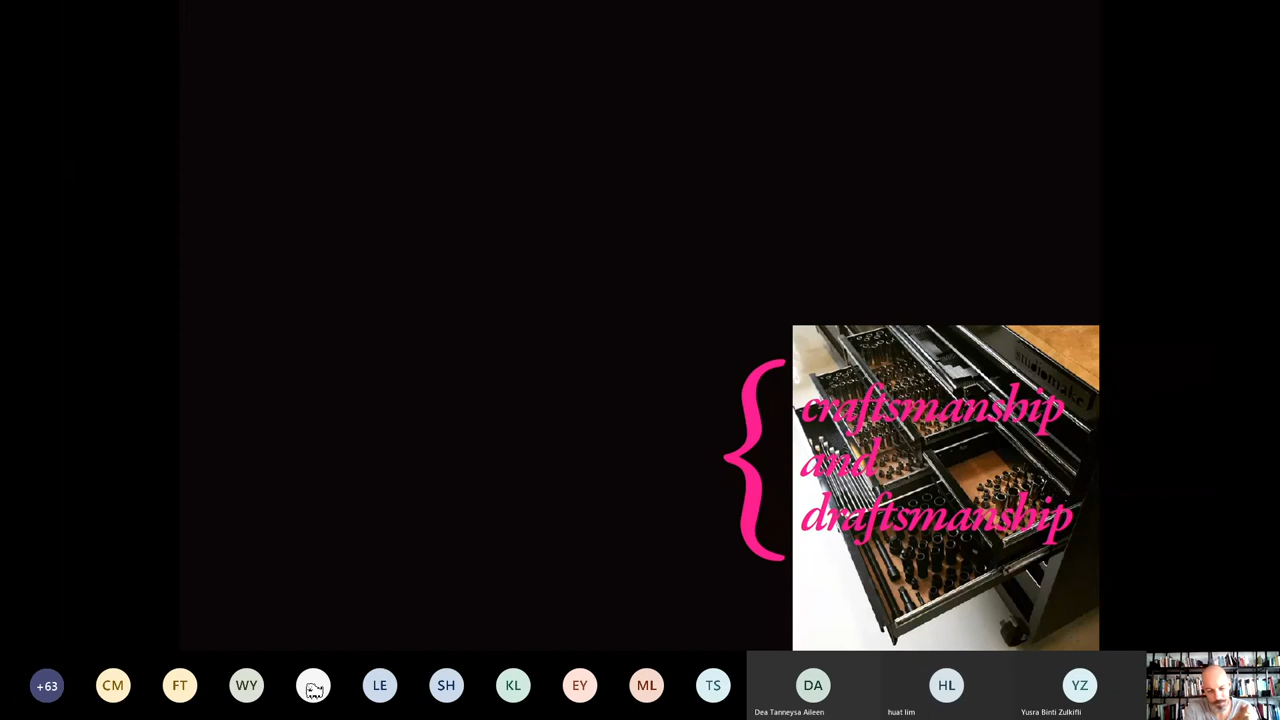 studiomake
craftsmanship
and
draftsmanship
+63
CM
FT
WY
LE
SH
KL
EY
ML
TS
DA
HL
YZ
Dea Tanneysa Aileen
huat lim
Yusra Binti Zulkifli